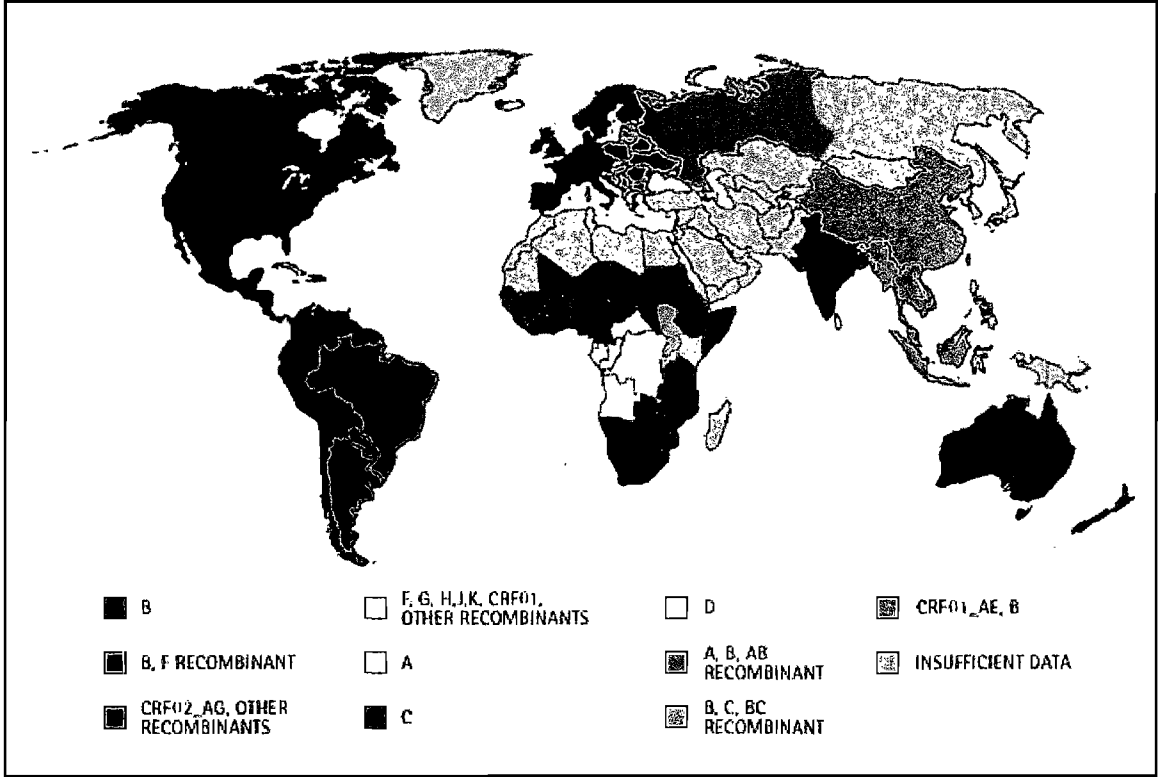 B
B, F RECOMBINANT
CRF02_AG, OTHER
RECOMBINANTS
F, G, H,J,K, CRF01,
OTHER RECOMBINANTS
A
C
D
A, B, AB
RECOMBINANT
B, C, BC
RECOMBINANT
CRF01_AE, B
INSUFFICIENT DATA